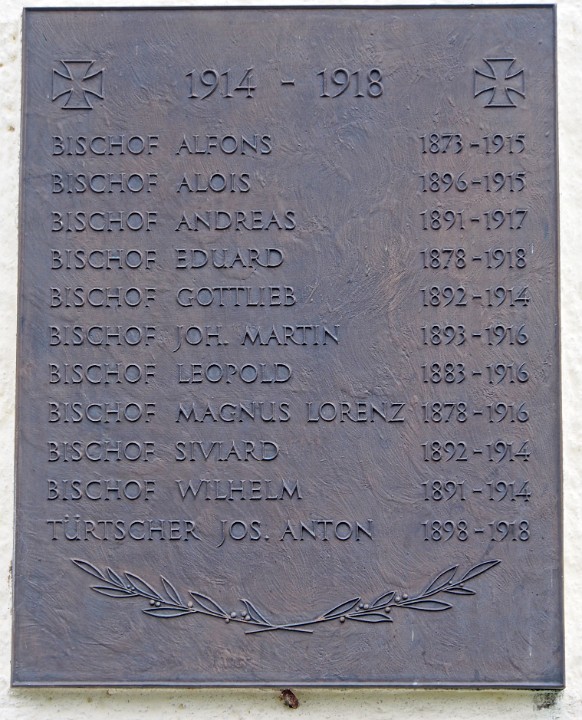 1914 - 1918
BISCHOF ALFONS 1873-1915
BISCHOF ALOIS 1896-1915
BISCHOF ANDREAS 1891-1917
BISCHOF EDUARD 1878-1918
BISCHOF GOTTLIEB 1892-1914
BISCHOF JOH. MARTIN 1893-1916
BISCHOF LEOPOLD 1883-1916
BISCHOF MAGNUS LORENZ 1878-1916
BISCHOF SIVIARD 1892-1914
BISCHOF WILHELM 1891-1914
TÜRTSCHER JOS. ANTON 1898-1918